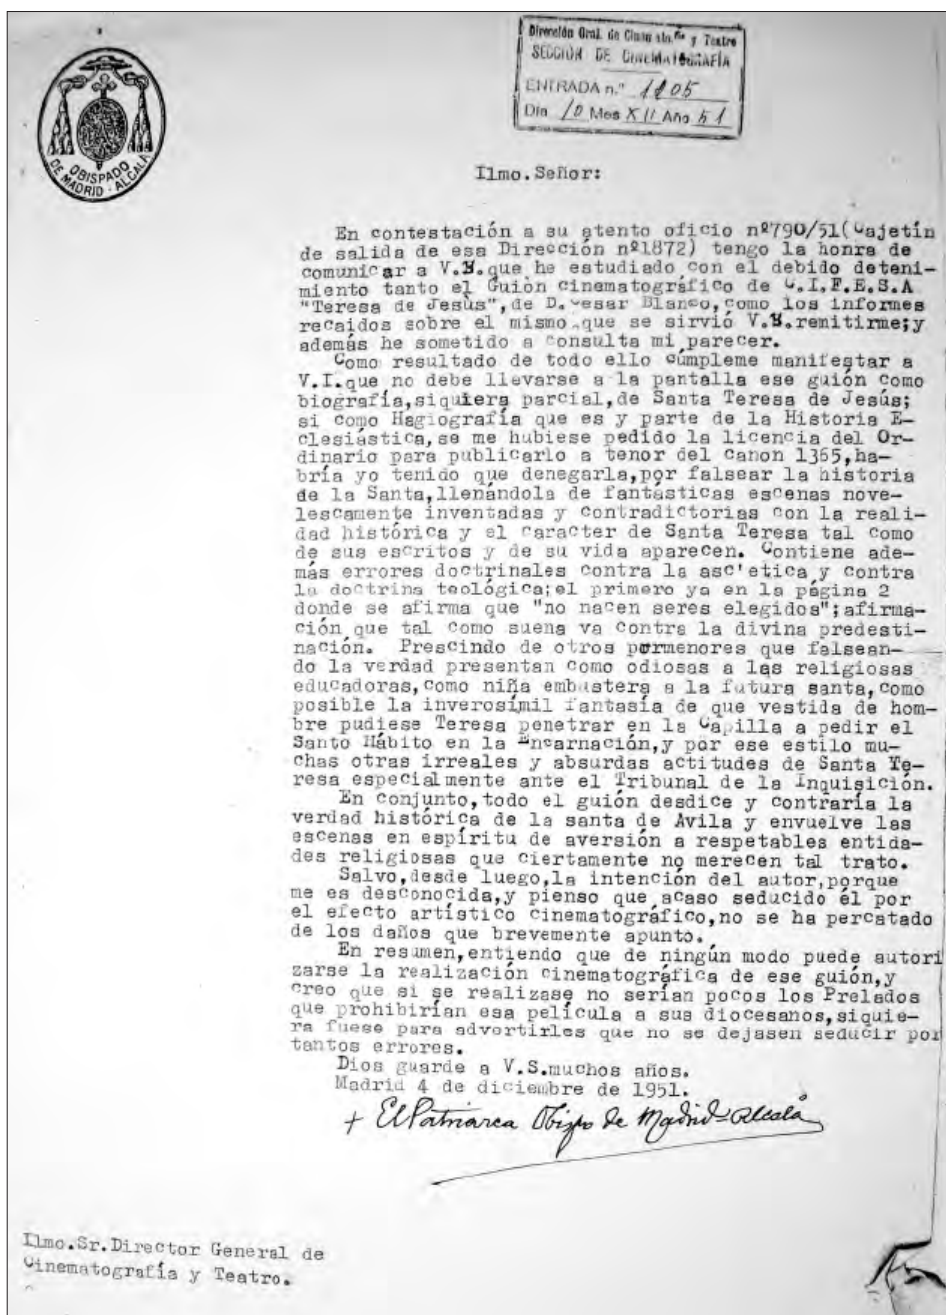 Dirección Gral. de Cinematogª y Teatro
SECCIÓN DE CINEMATOGRAFÍA
ENTRADA n.º 1105
Día 10 Mes XII Año 51
OBISPADO
DE MADRID-ALCALÁ
Ilmo.Señor:
En contestación a su atento oficio nº790/51(Cajetín
de salida de esa Dirección nº1872) tengo la honra de
comunicar a V.I.que he estudiado con el debido deteni-
miento tanto el Guión cinematográfico de C.I.F.E.S.A
"Teresa de Jesús", de D.Cesar Blanco,como los informes
recaidos sobre el mismo que se sirvió V.I.remitirme;y
además he sometido a consulta mi parecer.
Como resultado de todo ello cúmpleme manifestar a
V.I.que no debe llevarse a la pantalla ese guión como
biografía,siquiera parcial,de Santa Teresa de Jesús;
si como Hagiografía que es y parte de la Historia E-
clesiástica,se me hubiese pedido la licencia del Or-
dinario para publicarlo a tenor del Canon 1365,ha-
bría yo tenido que denegarla,por falsear la historia
de la Santa,llenándola de fantásticas escenas nove-
lescamente inventadas y contradictorias con la reali-
dad histórica y el caracter de Santa Teresa tal como
de sus escritos y de su vida aparecen. Contiene ade-
más errores doctrinales contra la asc'etica y contra
la doctrina teológica;el primero ya en la página 2
donde se afirma que "no nacen seres elegidos";afirma-
ción que tal como suena va contra la divina predesti-
nación. Prescindo de otros pormenores que falsean-
do la verdad presentan como odiosas a las religiosas
educadoras,como niña embustera a la futura santa,como
posible la inverosímil fantasía de que vestida de hom-
bre pudiese Teresa penetrar en la Capilla a pedir el
Santo Hábito en la Encarnación,y por ese estilo mu-
chas otras irreales y absurdas actitudes de Santa Te-
resa especialmente ante el Tribunal de la Inquisición.
En conjunto,todo el guión desdice y contraría la
verdad histórica de la santa de Avila y envuelve las
escenas en espíritu de aversión a respetables entida-
des religiosas que ciertamente no merecen tal trato.
Salvo,desde luego,la intención del autor,porque
me es desconocida,y pienso que acaso seducido él por
el efecto artístico cinematográfico,no se ha percatado
de los daños que brevemente apunto.
En resumen,entiendo que de ningún modo puede autori
zarse la realización cinematográfica de ese guión,y
creo que si se realizase no serían pocos los Prelados
que prohibirían esa película a sus diocesanos,siquie-
ra fuese para advertirles que no se dejasen seducir por
tantos errores.
Dios guarde a V.S.muchos años.
Madrid 4 de diciembre de 1951.
+ El Patriarca Obispo de Madrid-Alcalá
Ilmo.Sr.Director General de
Cinematografía y Teatro.